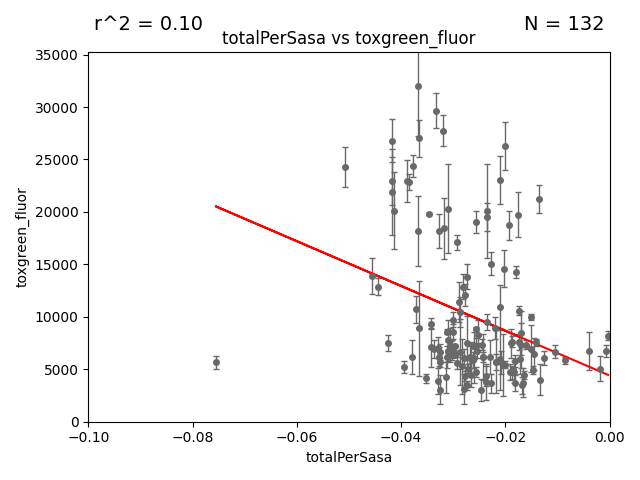 r^2 = 0.10
N = 132
totalPerSasa vs toxgreen_fluor
35000
30000
25000
20000
15000
10000
5000
0
toxgreen_fluor
−0.10
−0.08
−0.06
−0.04
−0.02
0.00
totalPerSasa